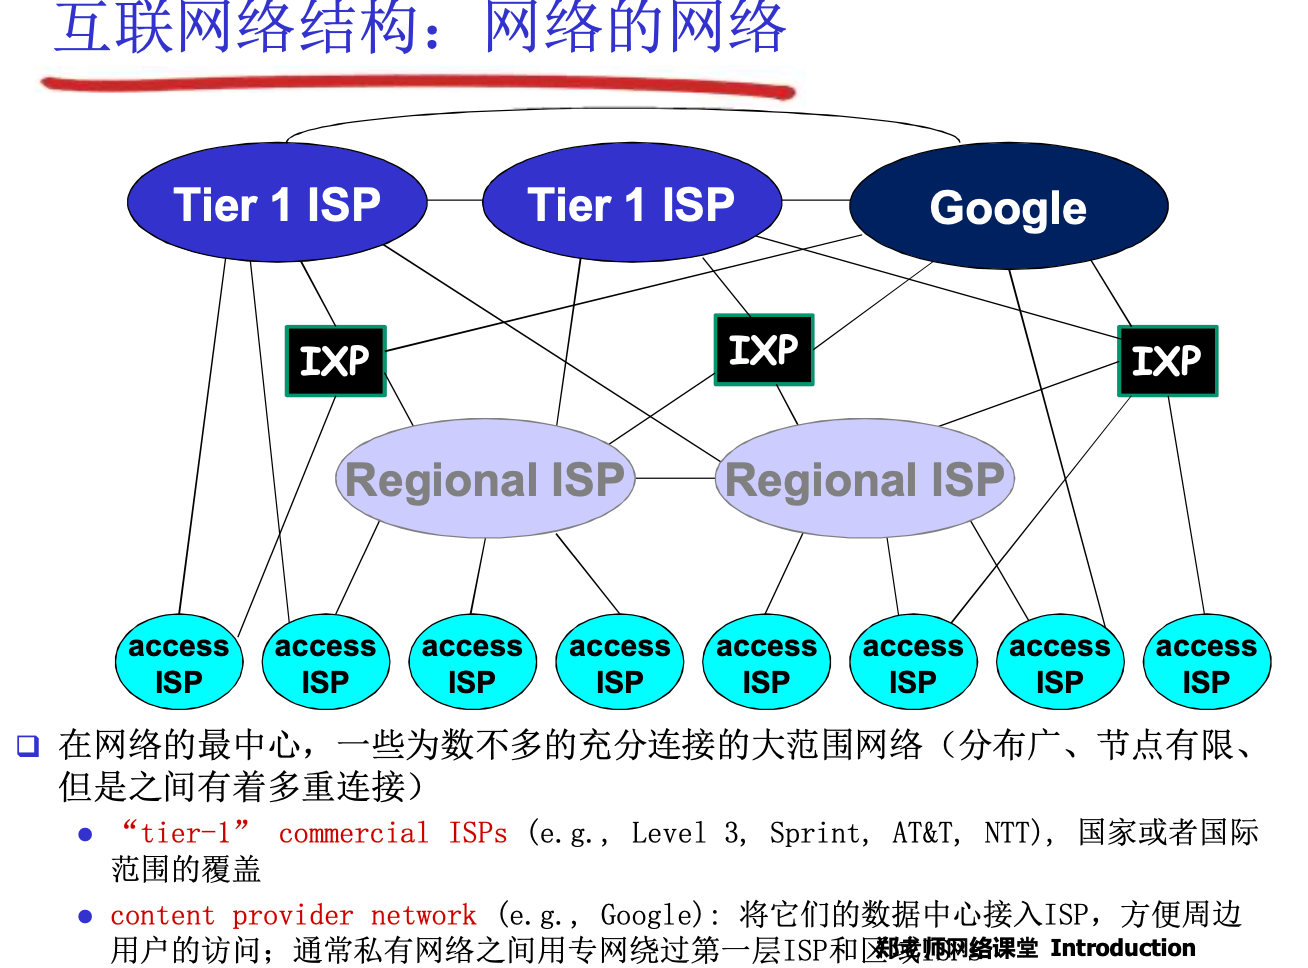 互联网络结构：网络的网络
Tier 1 ISP
Tier 1 ISP
Google
IXP
IXP
IXP
Regional ISP
Regional ISP
access
ISP
access
ISP
access
ISP
access
ISP
access
ISP
access
ISP
access
ISP
access
ISP
在网络的最中心，一些为数不多的充分连接的大范围网络（分布广、节点有限、
但是之间有着多重连接）
“tier-1” commercial ISPs (e.g., Level 3, Sprint, AT&T, NTT), 国家或者国际
范围的覆盖
content provider network (e.g., Google): 将它们的数据中心接入ISP，方便周边
用户的访问；通常私有网络之间用专网绕过第一层ISP和区域ISPs
郑老师网络课堂 Introduction